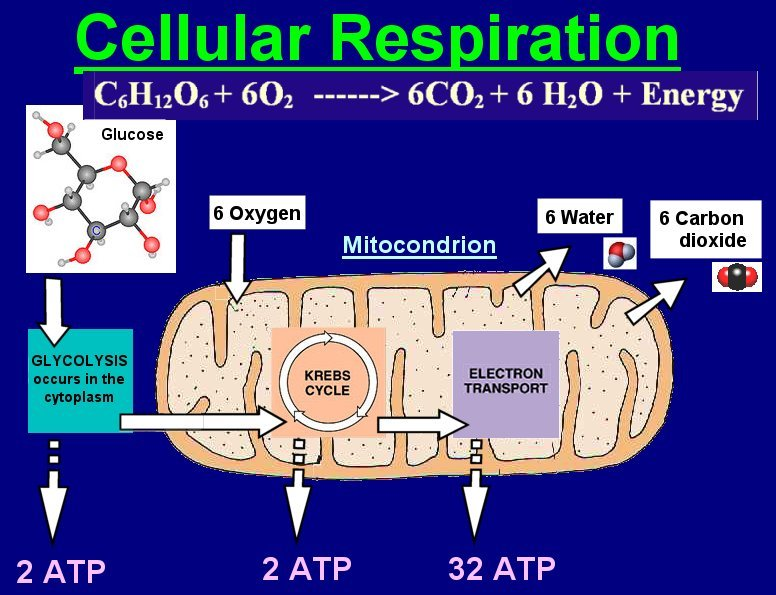 Cellular Respiration
C₆H₁₂O₆ + 6O₂ ------> 6CO₂ + 6 H₂O + Energy
Glucose
C
6 Oxygen
6 Water
6 Carbon
dioxide
Mitocondrion
GLYCOLYSIS
occurs in the
cytoplasm
KREBS
CYCLE
ELECTRON
TRANSPORT
2 ATP
2 ATP
32 ATP